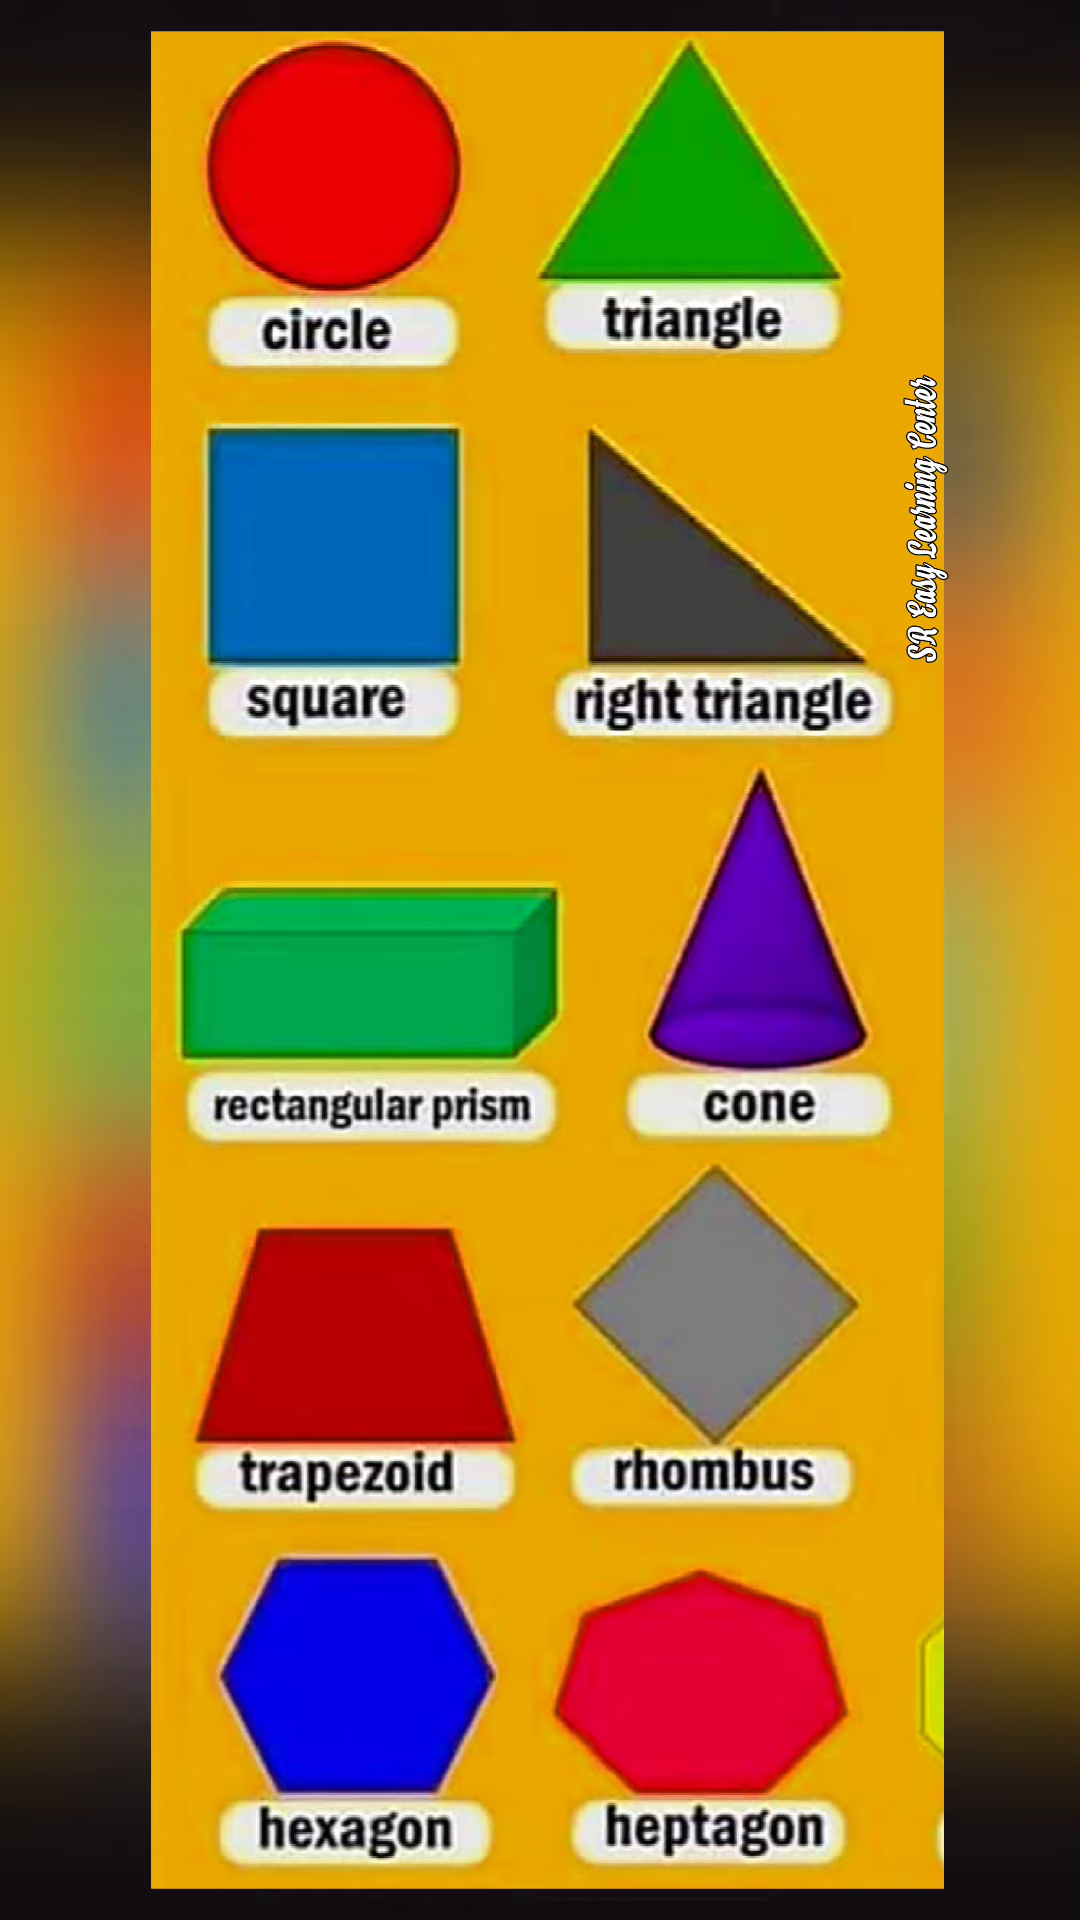 circle
triangle
SR Easy Learning Center
square
right triangle
rectangular prism
cone
trapezoid
rhombus
hexagon
heptagon